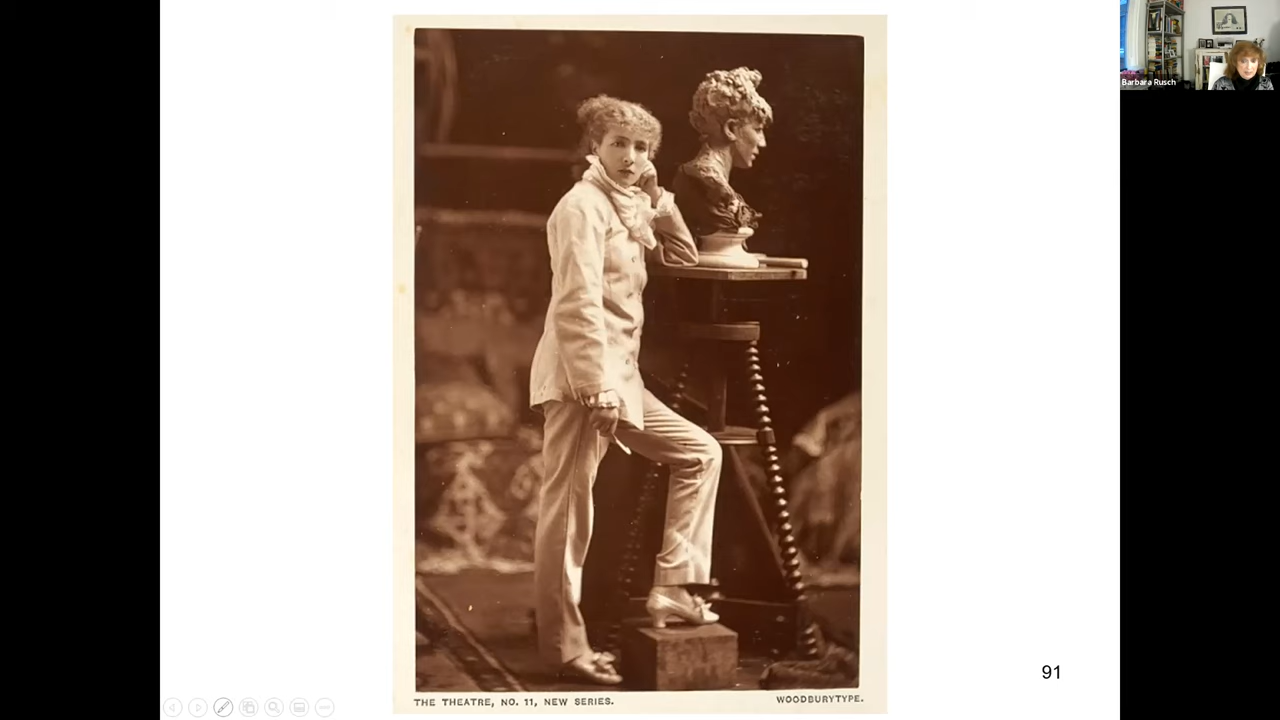 Barbara Rusch
91
THE THEATRE, NO. 11, NEW SERIES.
WOODBURYTYPE.